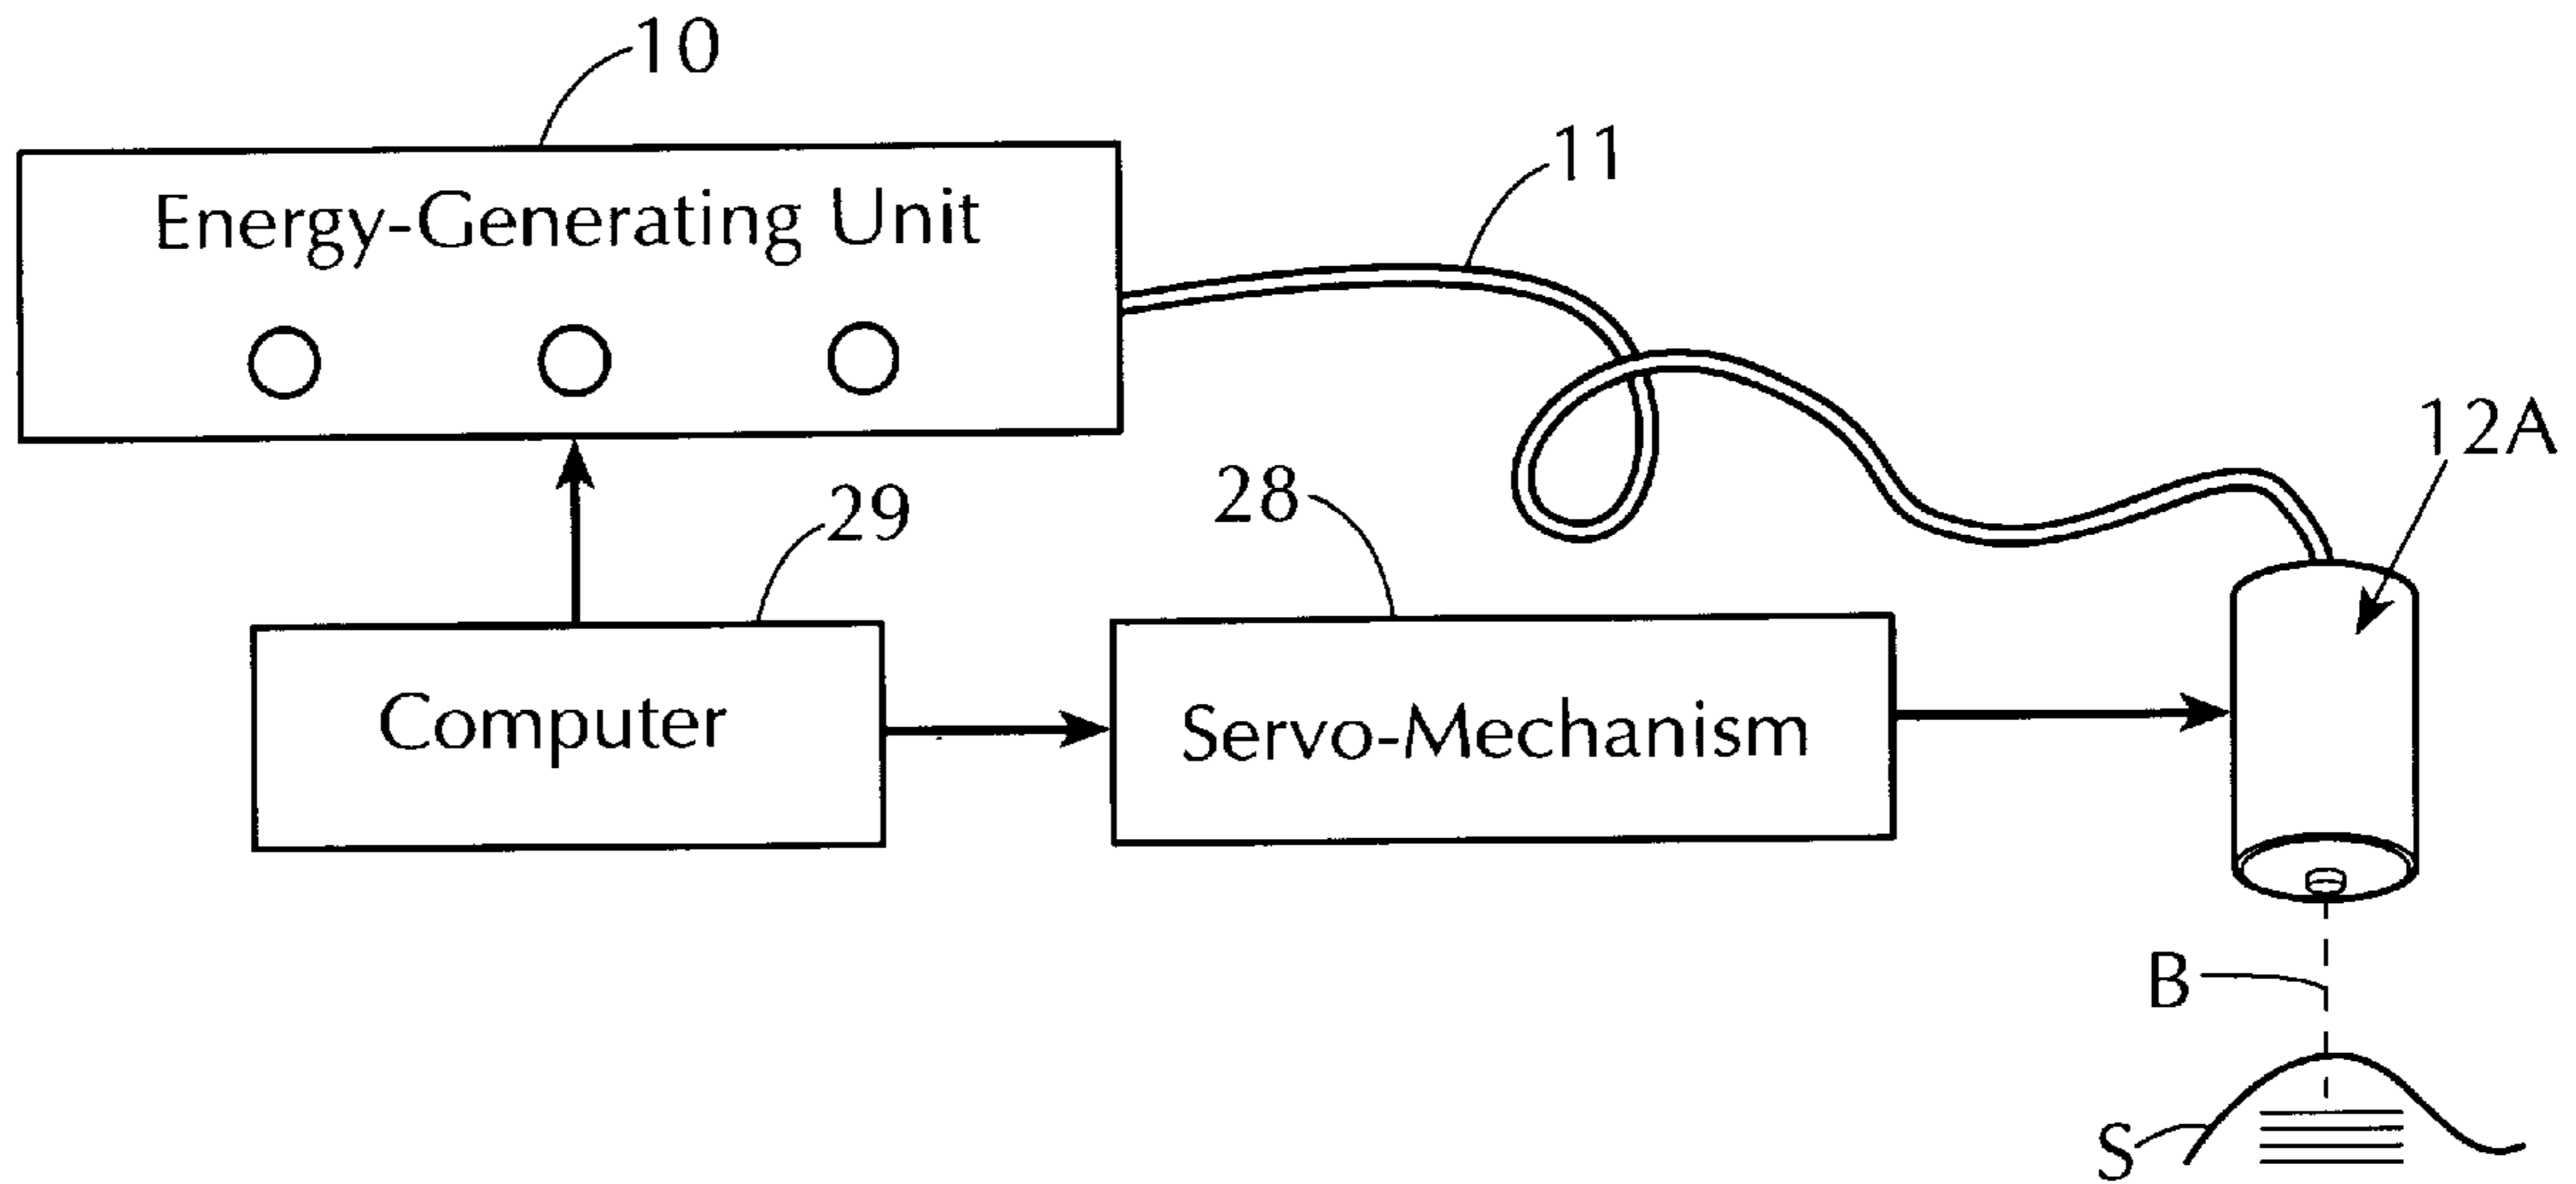 10
Energy-Generating Unit
11
12A
29
28
Computer
Servo-Mechanism
B
S